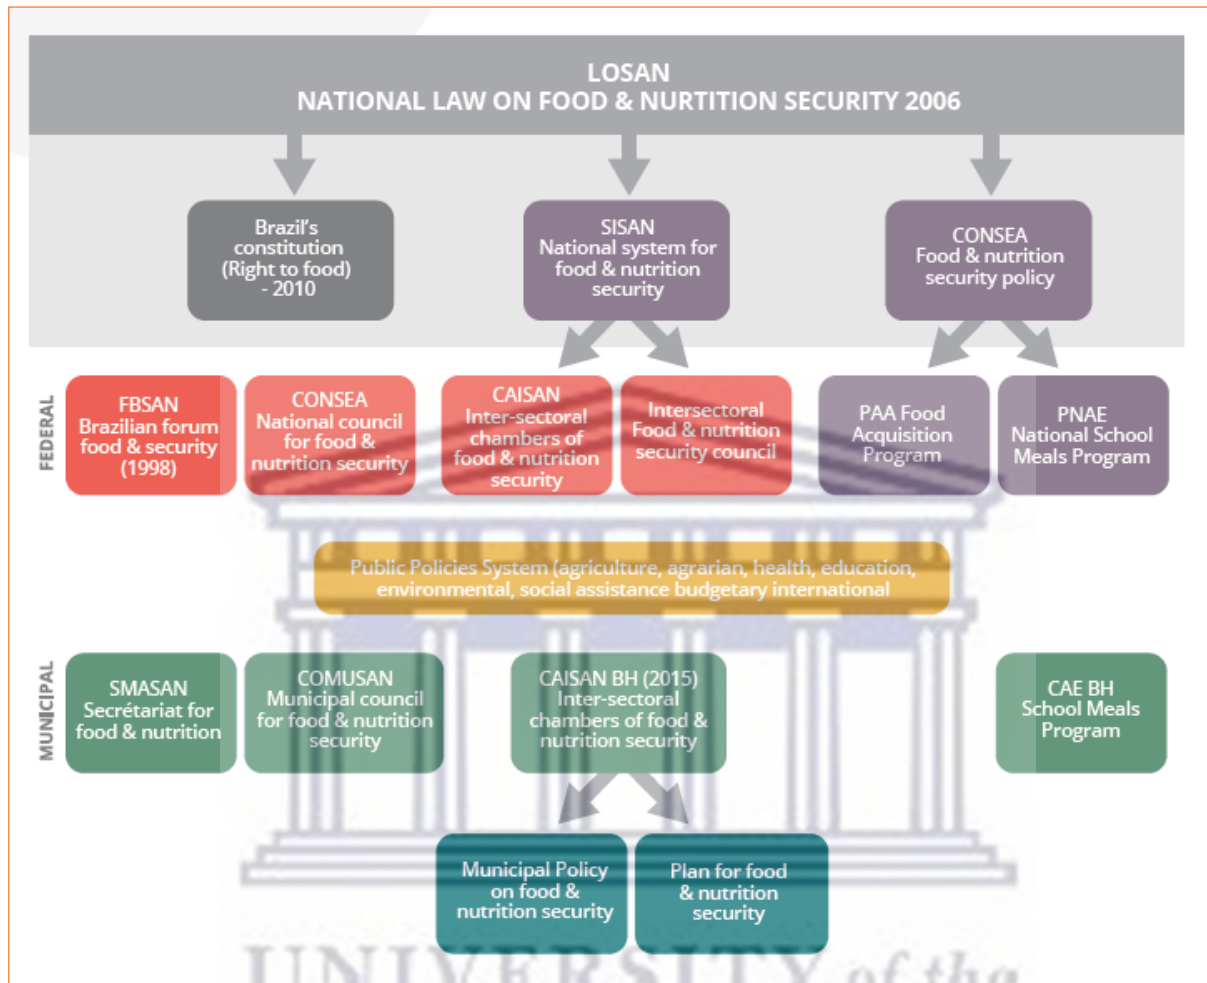 LOSAN
NATIONAL LAW ON FOOD & NURTITION SECURITY 2006
Brazil's
constitution
(Right to food)
- 2010
SISAN
National system for
food & nutrition
security
CONSEA
Food & nutrition
security policy
FEDERAL
FBSAN
Brazilian forum
food & security
(1998)
CONSEA
National council
for food &
nutrition security
CAISAN
Inter-sectoral
chambers of
food & nutrition
security
Intersectoral
Food & nutrition
security council
PAA Food
Acquisition
Program
PNAE
National School
Meals Program
Public Policies System (agriculture, agrarian, health, education,
environmental, social assistance budgetary international
MUNICIPAL
SMASAN
Secrétariat for
food & nutrition
COMUSAN
Municipal council
for food & nutrition
security
CAISAN BH (2015)
Inter-sectoral
chambers of food &
nutrition security
CAE BH
School Meals
Program
Municipal Policy
on food &
nutrition security
Plan for food
& nutrition
security
UNIVERSITY of the